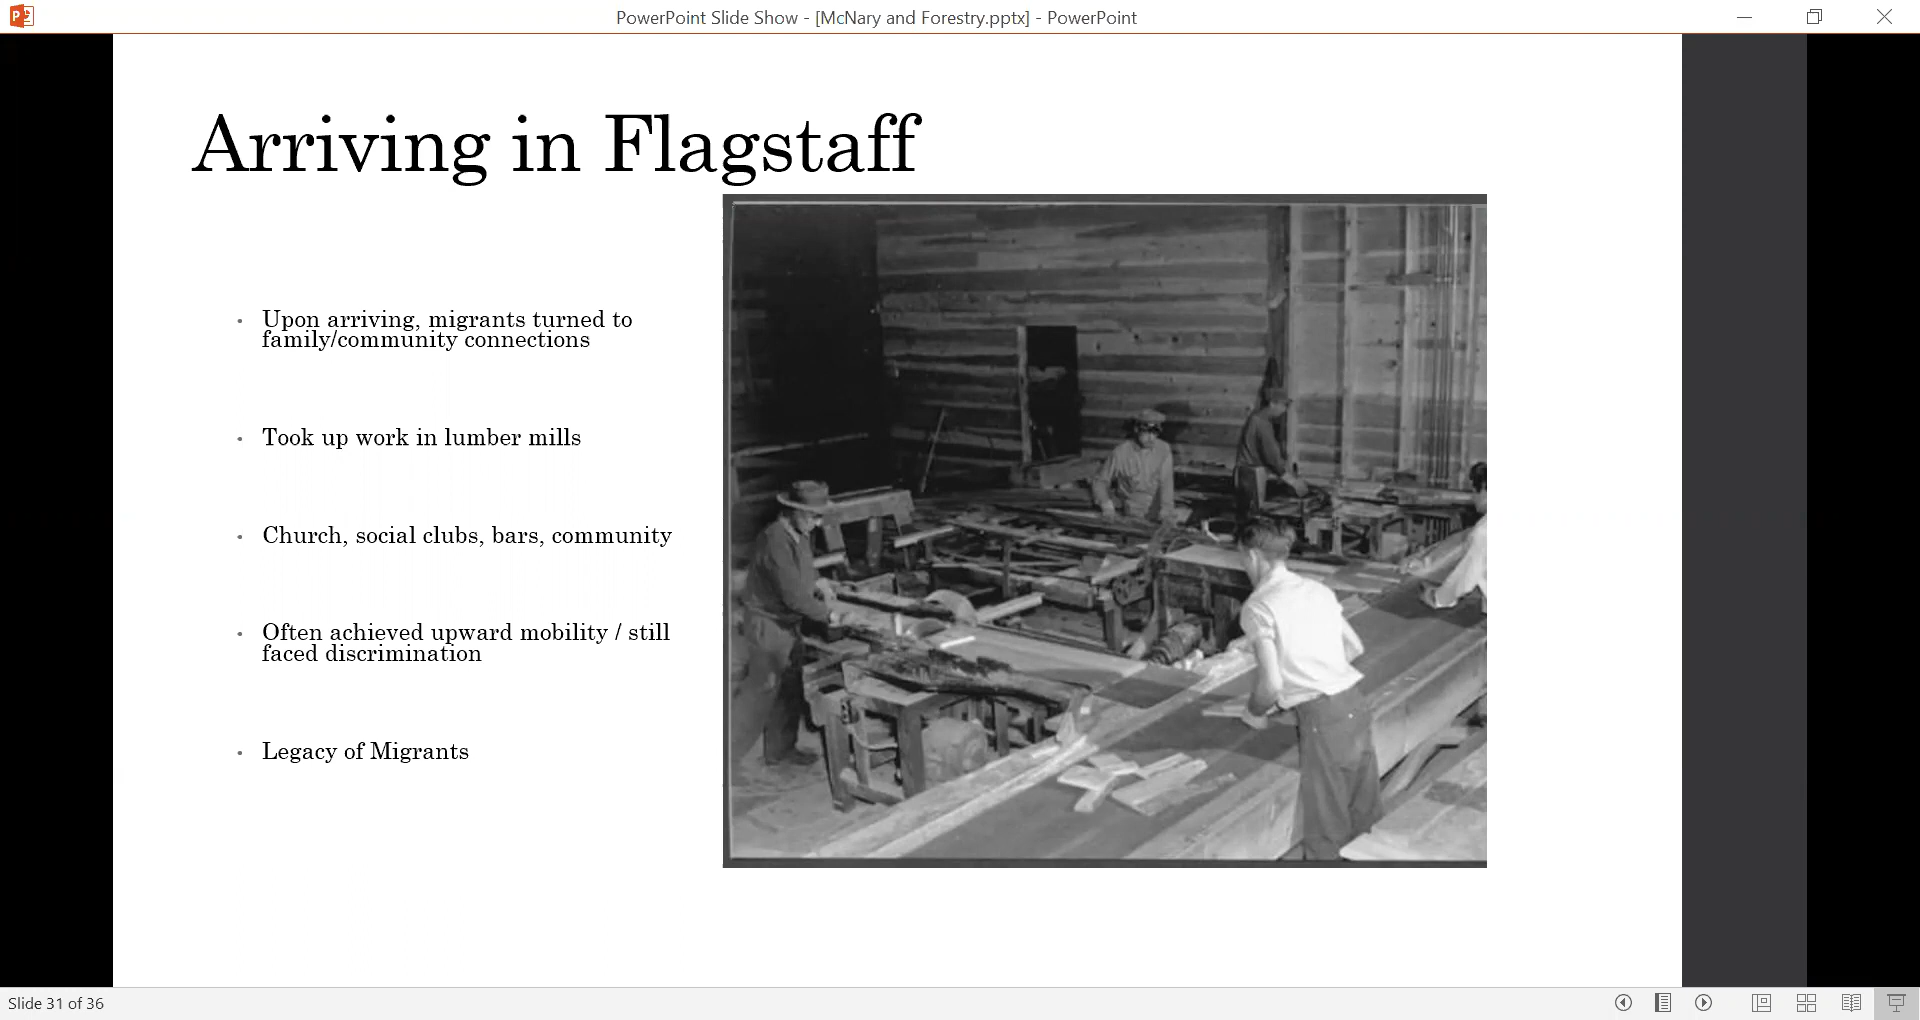 PowerPoint Slide Show - [McNary and Forestry.pptx] - PowerPoint
Arriving in Flagstaff
• Upon arriving, migrants turned to
family/community connections
• Took up work in lumber mills
• Church, social clubs, bars, community
• Often achieved upward mobility / still
faced discrimination
• Legacy of Migrants
Slide 31 of 36